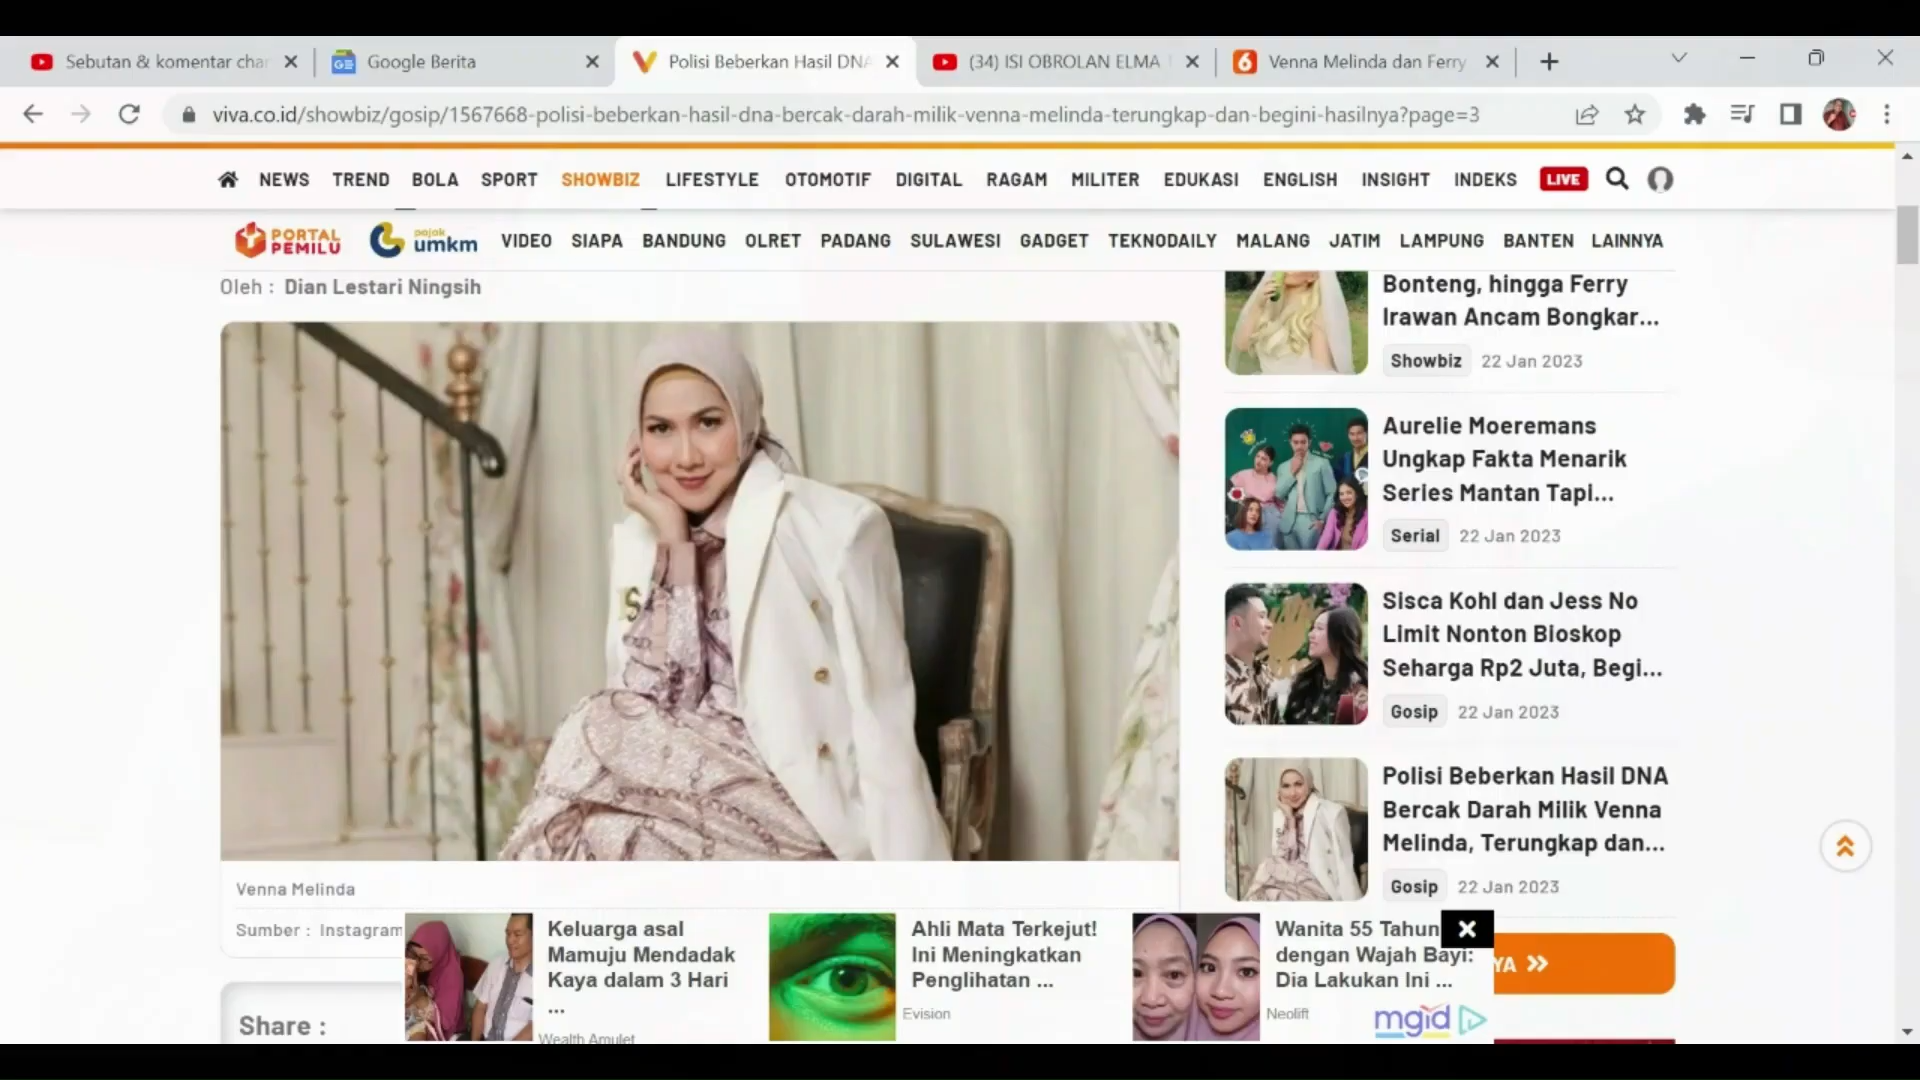 Sebutan & komentar cha
Google Berita
Polisi Beberkan Hasil DNA
(34) ISI OBROLAN ELMA
Venna Melinda dan Ferry
viva.co.id/showbiz/gosip/1567668-polisi-beberkan-hasil-dna-bercak-darah-milik-venna-melinda-terungkap-dan-begini-hasilnya?page=3
NEWS TREND BOLA SPORT SHOWBIZ LIFESTYLE OTOMOTIF DIGITAL RAGAM MILITER EDUKASI ENGLISH INSIGHT INDEKS LIVE
PORTAL
PEMILU
pojok
umkm
VIDEO SIAPA BANDUNG OLRET PADANG SULAWESI GADGET TEKNODAILY MALANG JATIM LAMPUNG BANTEN LAINNYA
Oleh : Dian Lestari Ningsih
Venna Melinda
Sumber : Instagram
Share :
Bonteng, hingga Ferry
Irawan Ancam Bongkar...
Showbiz 22 Jan 2023
Aurelie Moeremans
Ungkap Fakta Menarik
Series Mantan Tapi...
Serial 22 Jan 2023
Sisca Kohl dan Jess No
Limit Nonton Bioskop
Seharga Rp2 Juta, Begi...
Gosip 22 Jan 2023
Polisi Beberkan Hasil DNA
Bercak Darah Milik Venna
Melinda, Terungkap dan...
Gosip 22 Jan 2023
YA
Keluarga asal
Mamuju Mendadak
Kaya dalam 3 Hari
...
Wealth Amulet
Ahli Mata Terkejut!
Ini Meningkatkan
Penglihatan ...
Evision
Wanita 55 Tahun
dengan Wajah Bayi:
Dia Lakukan Ini ...
Neolift
mgid